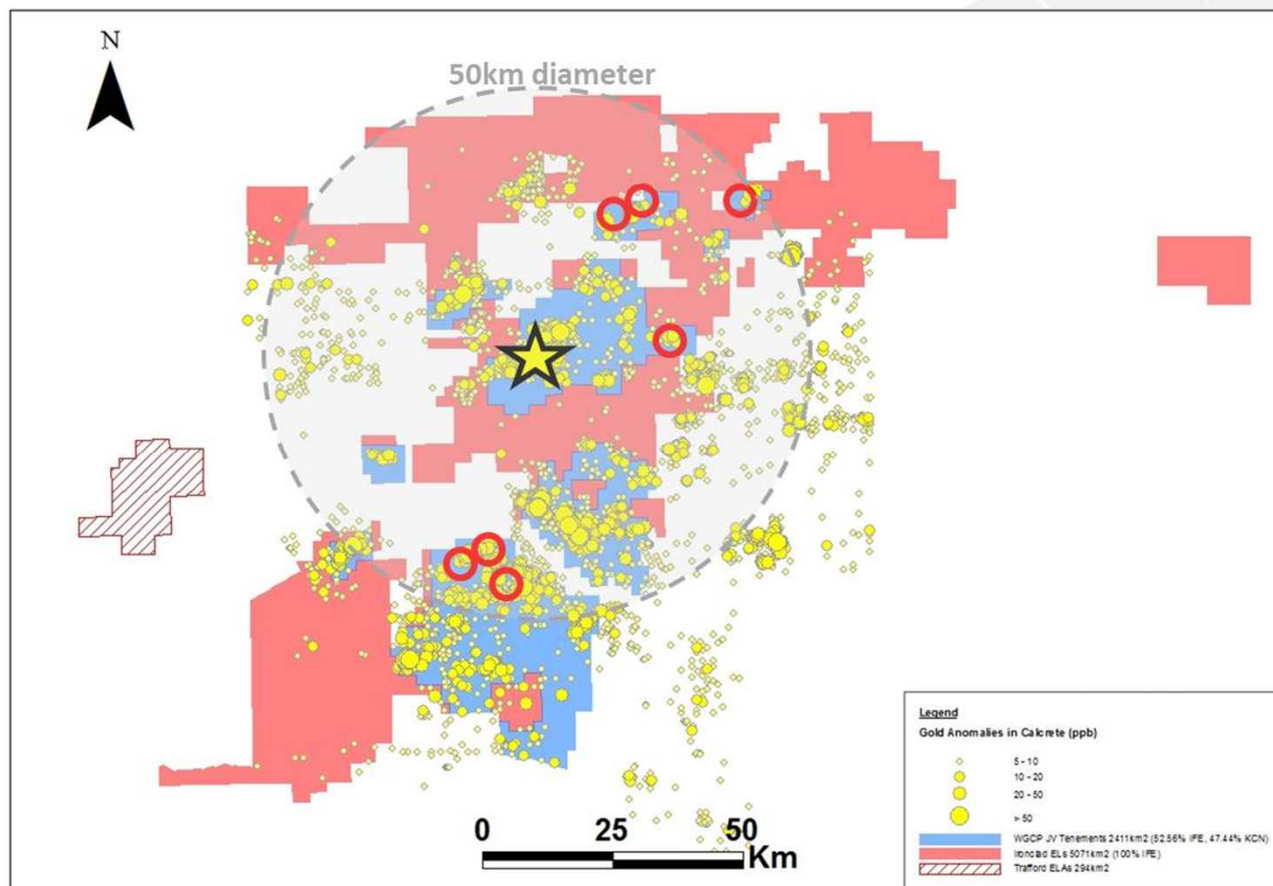 N
50km diameter
0 25 50
Km
Legend
Gold Anomalies in Calcrete (ppb)
5 - 10
10 - 20
20 - 50
> 50
WGCP JV Tenements 2411km2 (52.56% IFE, 47.44% KCN)
Ironclad ELs 5071km2 (100% IFE)
Trafford ELAs 294km2